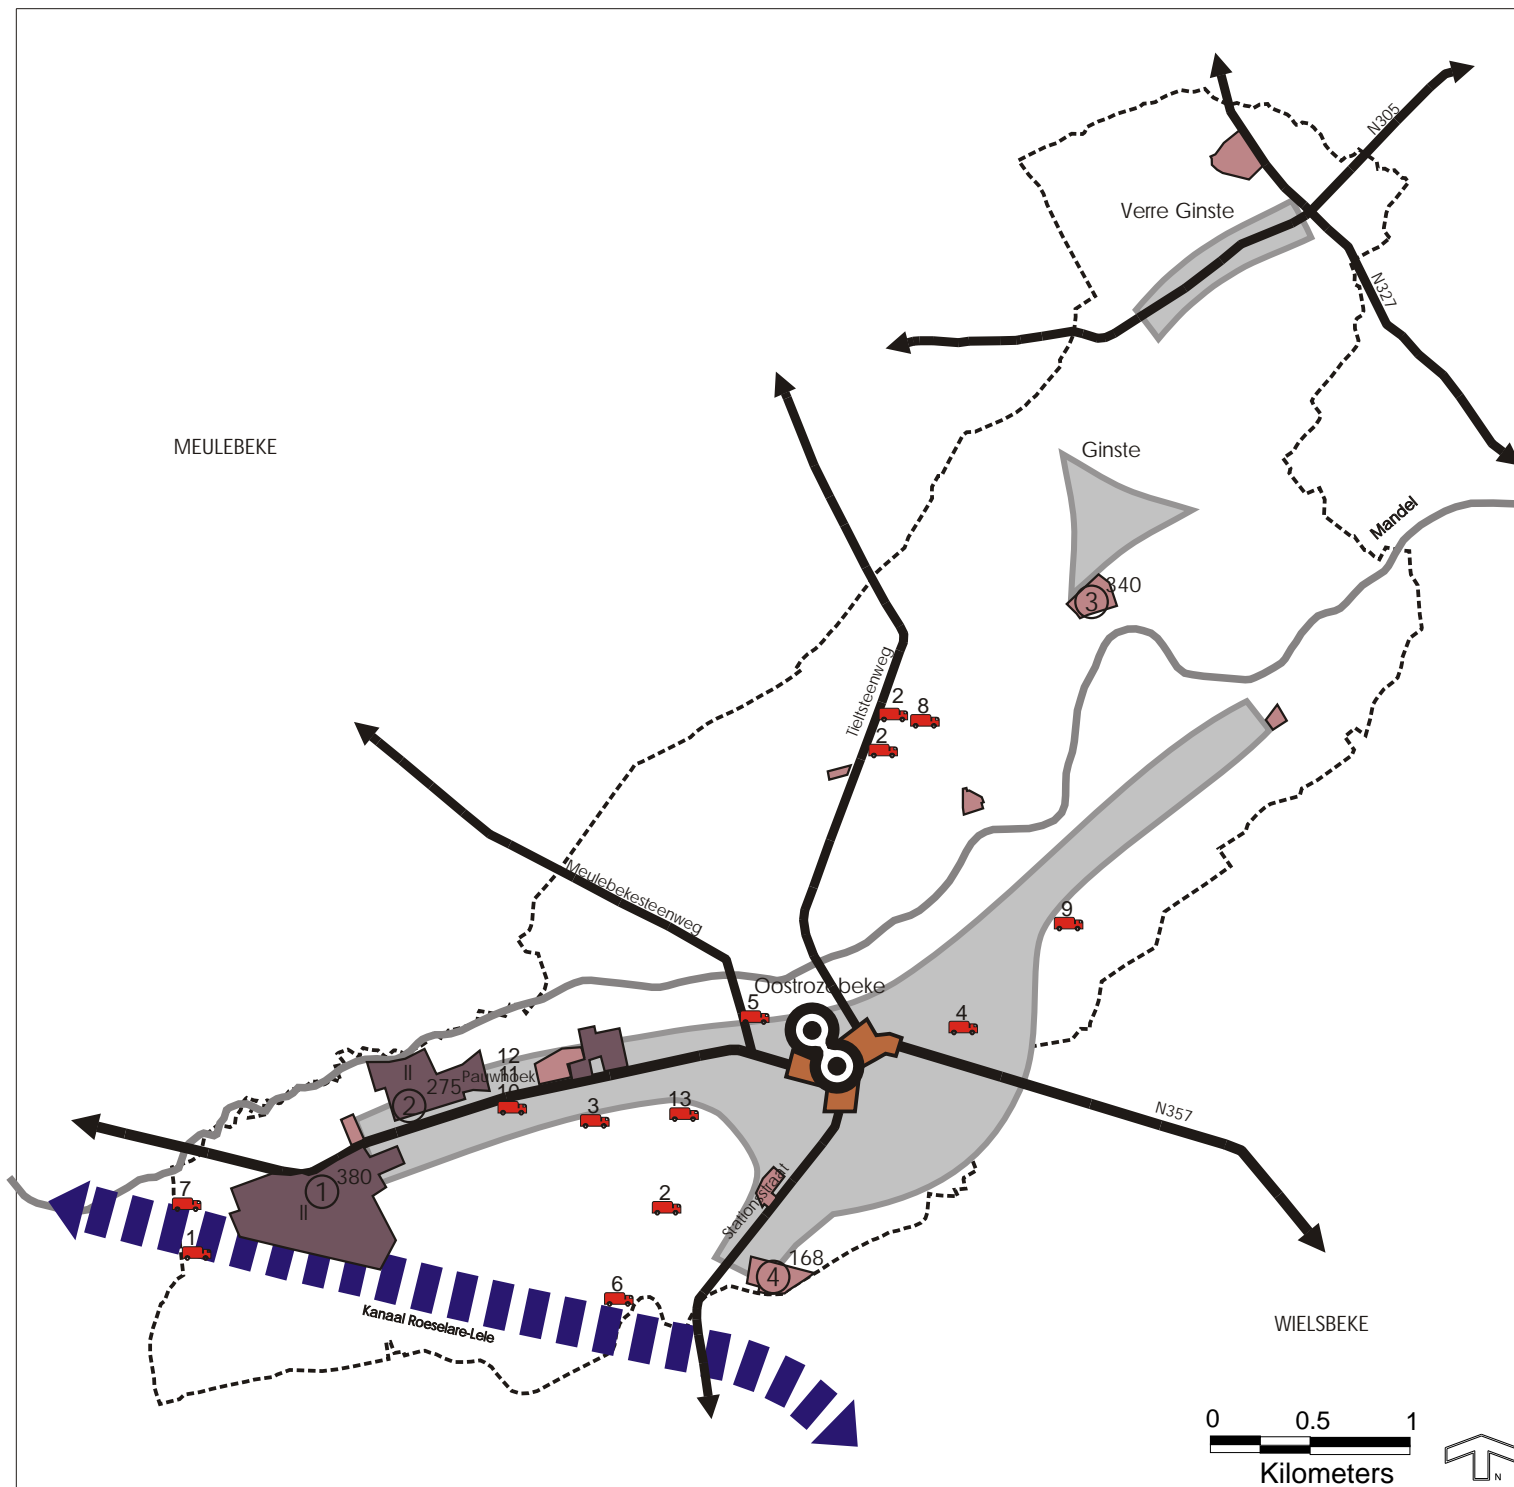 N305
Verre Ginste
N327
MEULEBEKE
Ginste
Mandel
340
3
Tieltsteenweg
2
8
2
Meulebekesteenweg
9
Oostrozebeke
5
4
12
11
10
II
Pauwhoek
275
2
3
13
N357
380
1
II
7
1
2
Stationsstraat
168
4
6
Kanaal Roeselare-Leie
WIELSBEKE
0 0.5 1
Kilometers
N